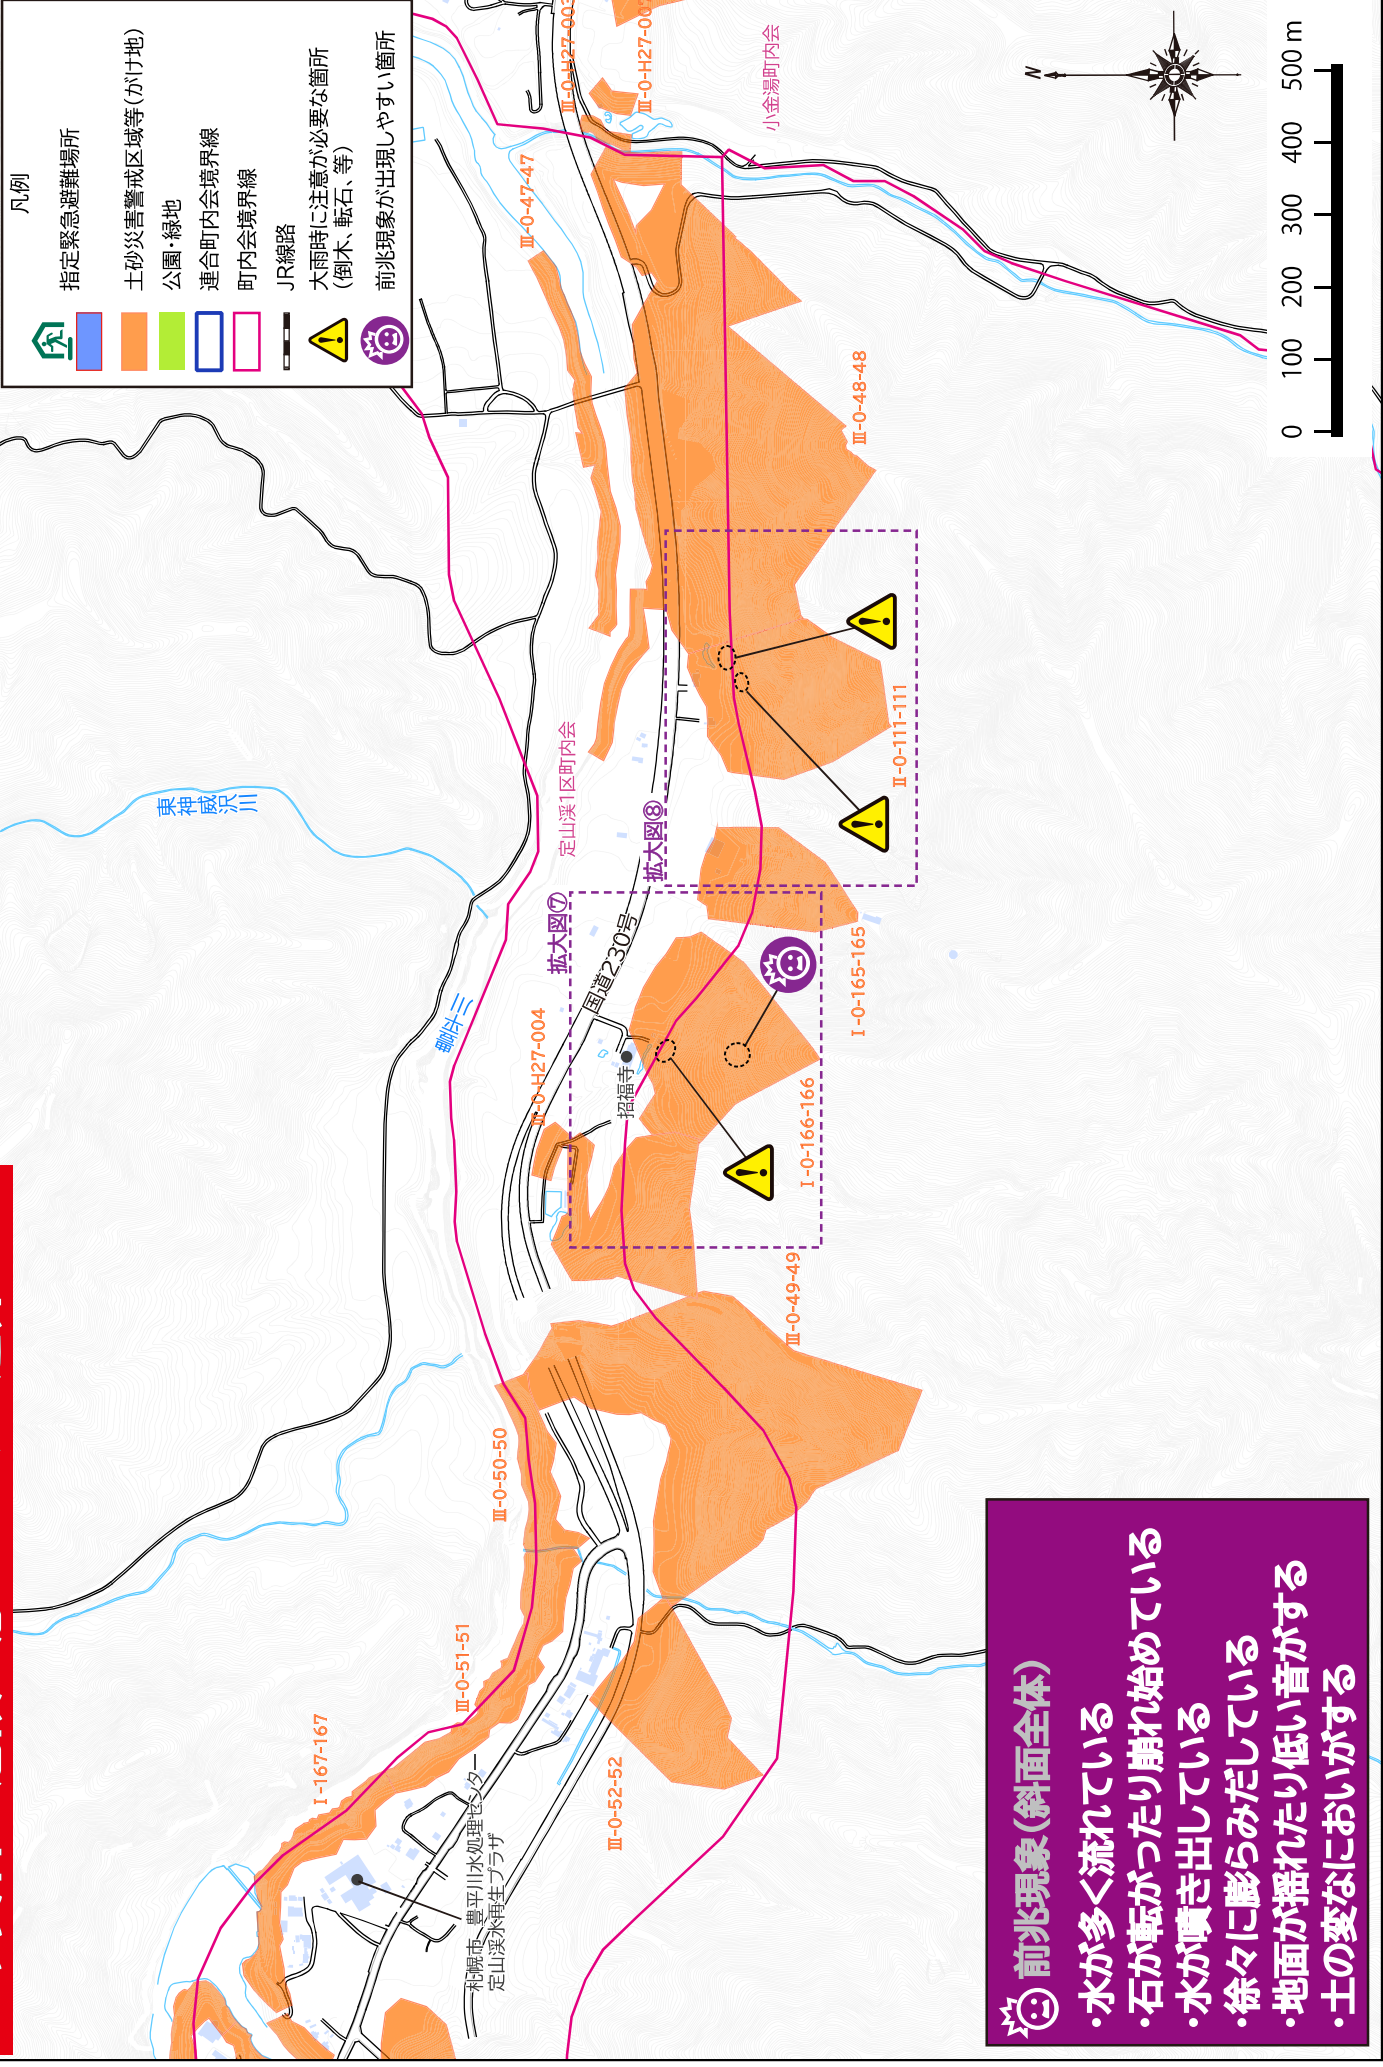 凡例
指定緊急避難場所
土砂災害警戒区域等(がけ地)
公園・緑地
連合町内会境界線
町内会境界線
JR線路
大雨時に注意が必要な箇所
(倒木、転石、等)
前兆現象が出現しやすい箇所
N
0 100 200 300 400 500 m
Ⅲ-0-H27-003
Ⅲ-0-H27-002
小金湯町内会
Ⅲ-0-47-47
Ⅲ-0-48-48
Ⅱ-0-111-111
定山渓1区町内会
東神威沢川
拡大図⑧
拡大図⑦
国道230号
豊平川
Ⅲ-0-H27-004
招福寺
Ⅰ-0-165-165
Ⅰ-0-166-166
Ⅲ-0-49-49
Ⅲ-0-50-50
Ⅲ-0-51-51
Ⅰ-167-167
Ⅲ-0-52-52
札幌市 豊平川水処理センター
定山渓水再生プラザ
前兆現象(斜面全体)
・水が多く流れている
・石が転がったり崩れ始めている
・水が噴き出している
・徐々に膨らみだしている
・地面が揺れたり低い音がする
・土の変なにおいがする